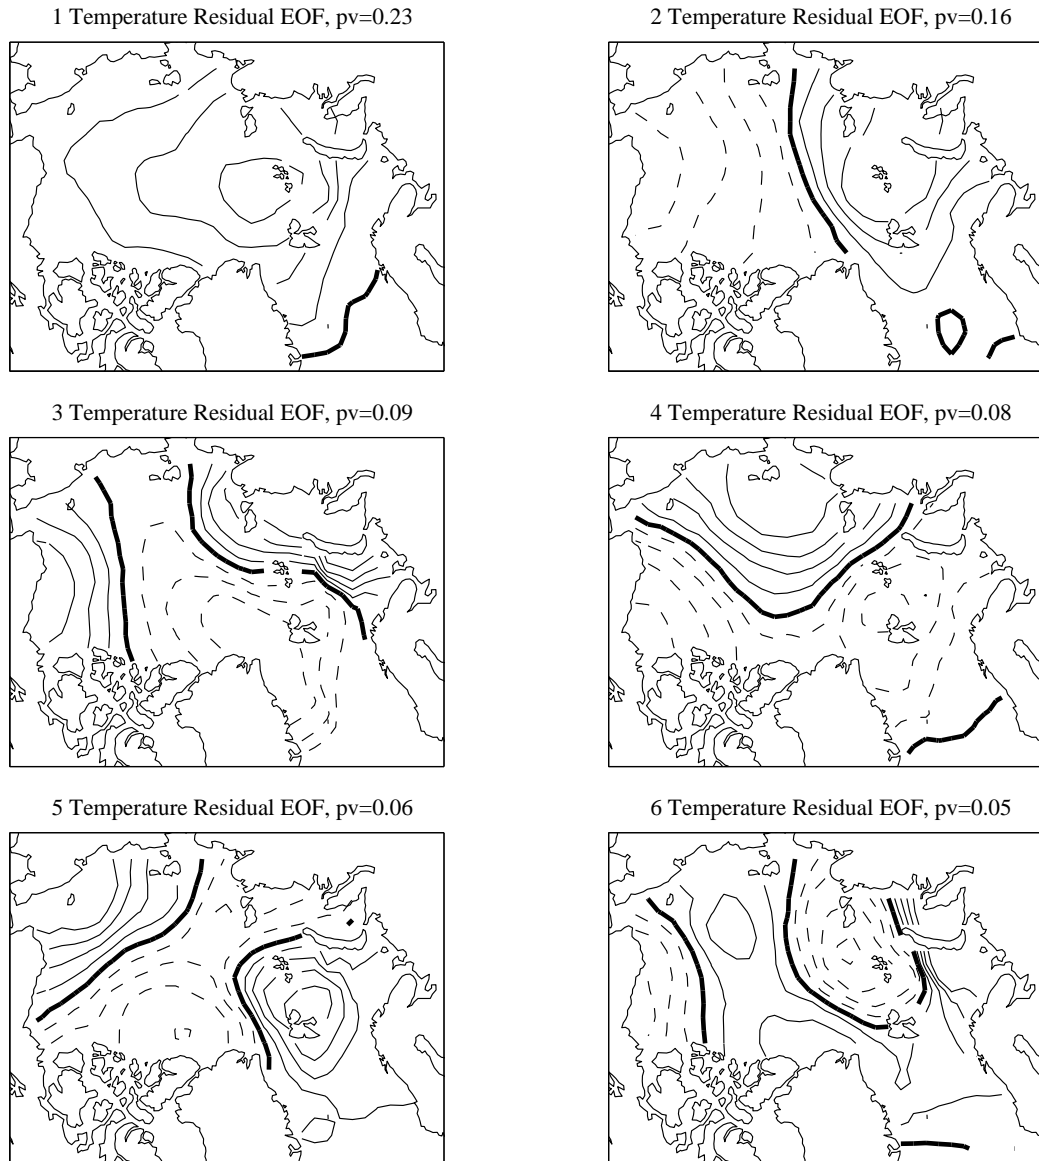 1 Temperature Residual EOF, pv=0.23
2 Temperature Residual EOF, pv=0.16
3 Temperature Residual EOF, pv=0.09
4 Temperature Residual EOF, pv=0.08
5 Temperature Residual EOF, pv=0.06
6 Temperature Residual EOF, pv=0.05